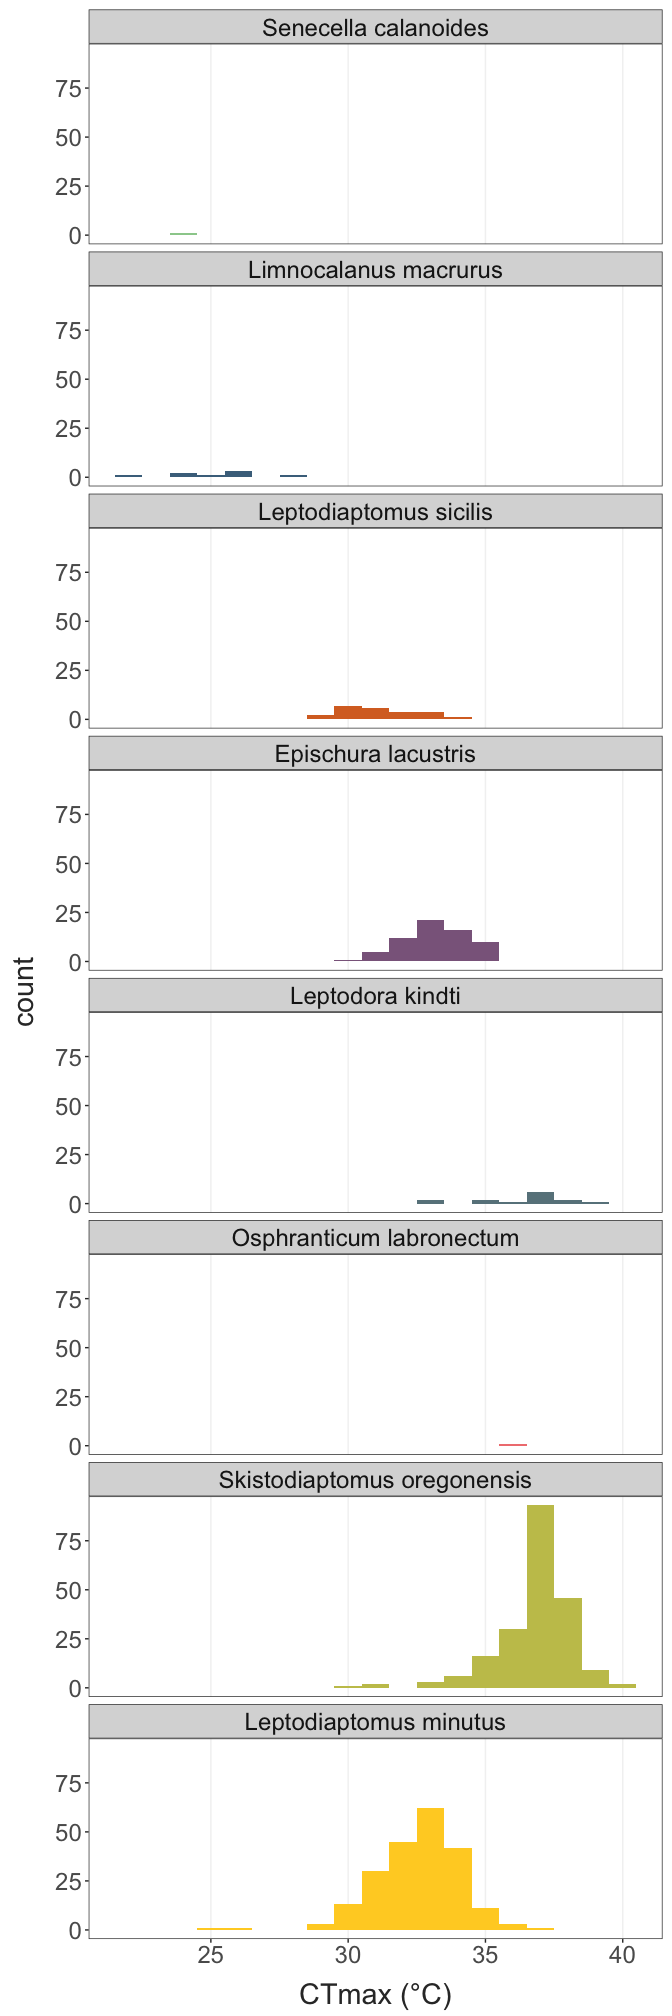 Senecella calanoides
75
50
25
0
Limnocalanus macrurus
75
50
25
0
Leptodiaptomus sicilis
75
50
25
0
Epischura lacustris
75
50
25
0
count
Leptodora kindti
75
50
25
0
Osphranticum labronectum
75
50
25
0
Skistodiaptomus oregonensis
75
50
25
0
Leptodiaptomus minutus
75
50
25
0
25 30 35 40
CTmax (°C)